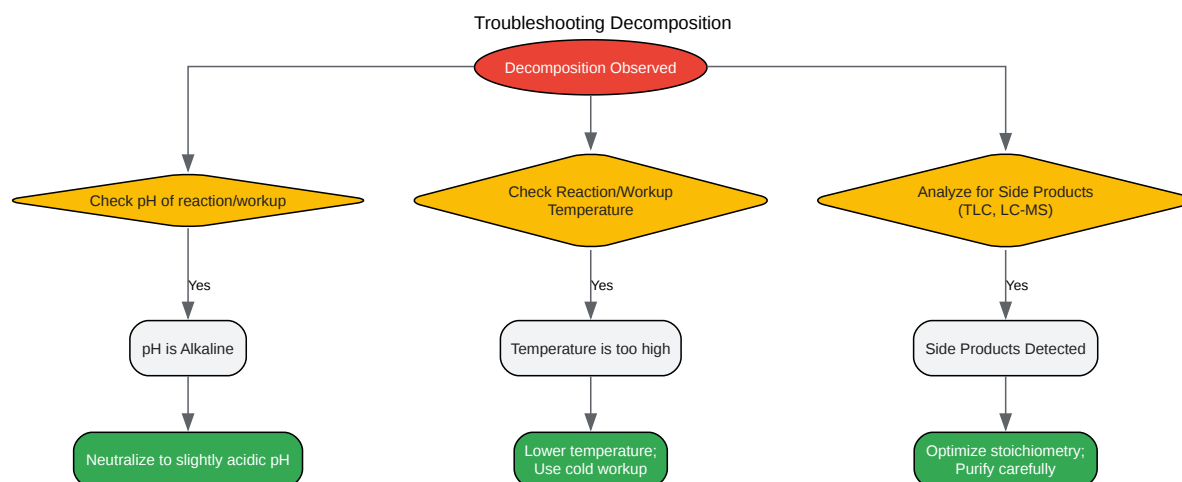 Troubleshooting Decomposition
Decomposition Observed
Check pH of reaction/workup
Check Reaction/Workup
Temperature
Analyze for Side Products
(TLC, LC-MS)
Yes
Yes
Yes
pH is Alkaline
Temperature is too high
Side Products Detected
Neutralize to slightly acidic pH
Lower temperature;
Use cold workup
Optimize stoichiometry;
Purify carefully